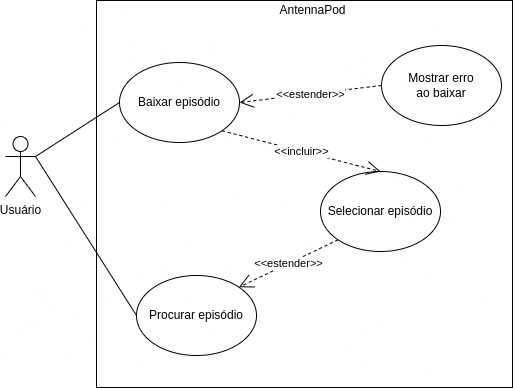 AntennaPod
Mostrar erro
ao baixar
<<estender>>
Baixar episódio
<<incluir>>
Usuário
Selecionar episódio
<<estender>>
Procurar episódio